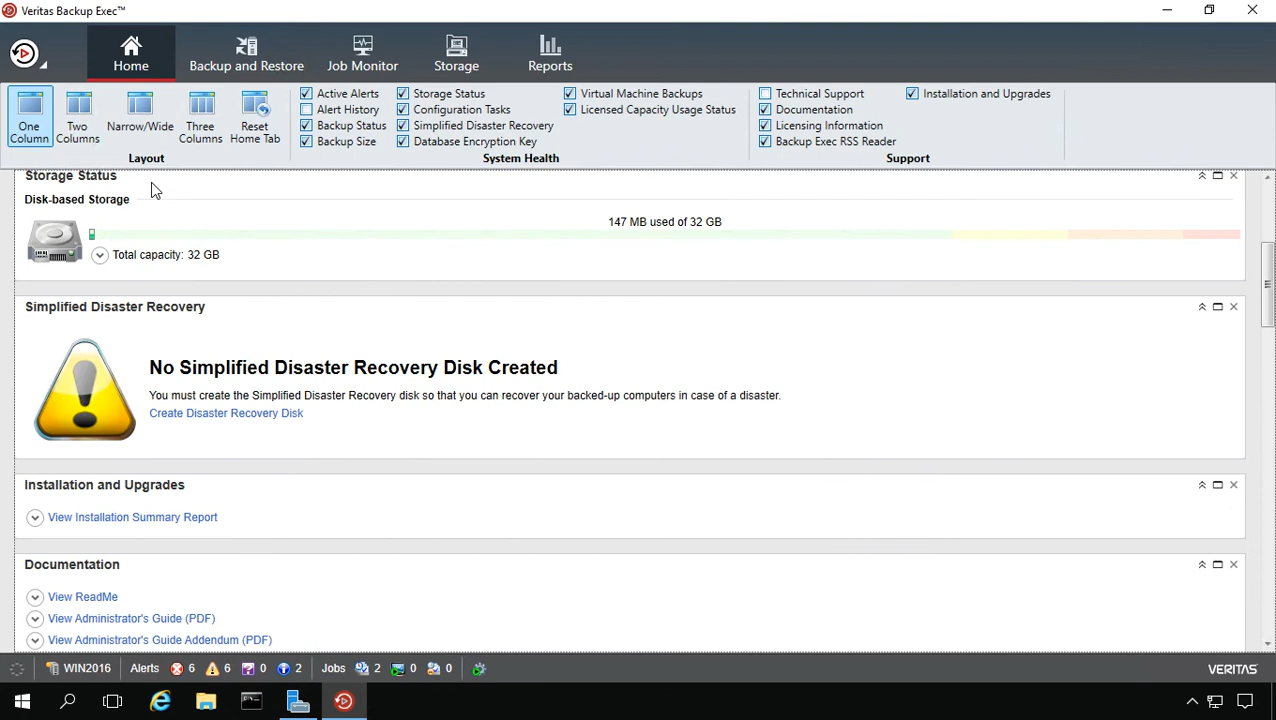 Veritas Backup Exec™
Home
Backup and Restore
Job Monitor
Storage
Reports
One Column
Two Columns
Narrow/Wide
Three Columns
Reset Home Tab
Layout
Active Alerts
Alert History
Backup Status
Backup Size
Storage Status
Configuration Tasks
Simplified Disaster Recovery
Database Encryption Key
Virtual Machine Backups
Licensed Capacity Usage Status
System Health
Technical Support
Documentation
Licensing Information
Backup Exec RSS Reader
Installation and Upgrades
Support
Storage Status
Disk-based Storage
147 MB used of 32 GB
Total capacity: 32 GB
Simplified Disaster Recovery
No Simplified Disaster Recovery Disk Created
You must create the Simplified Disaster Recovery disk so that you can recover your backed-up computers in case of a disaster.
Create Disaster Recovery Disk
Installation and Upgrades
View Installation Summary Report
Documentation
View ReadMe
View Administrator's Guide (PDF)
View Administrator's Guide Addendum (PDF)
WIN2016 Alerts 6 6 0 2 Jobs 2 0 0 VERITAS